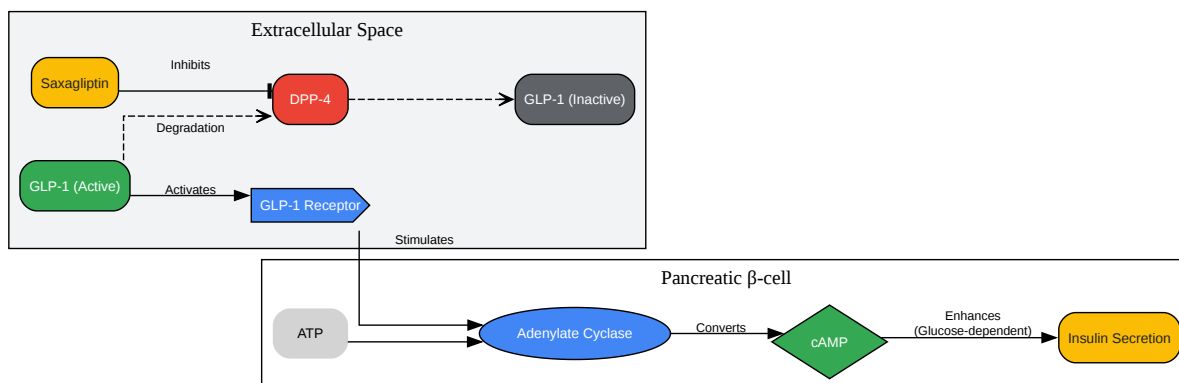 Extracellular Space
Inhibits
Saxagliptin
DPP-4
GLP-1 (Inactive)
Degradation
GLP-1 (Active)
Activates
GLP-1 Receptor
Stimulates
Pancreatic β-cell
ATP
Adenylate Cyclase
Converts
cAMP
Enhances
(Glucose-dependent)
Insulin Secretion